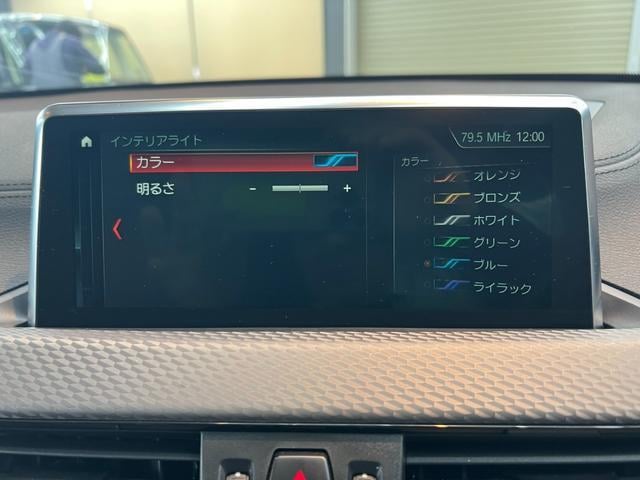 インテリアライト
79.5 MHz 12:00
カラー
明るさ - +
カラー
オレンジ
ブロンズ
ホワイト
グリーン
ブルー
ライラック